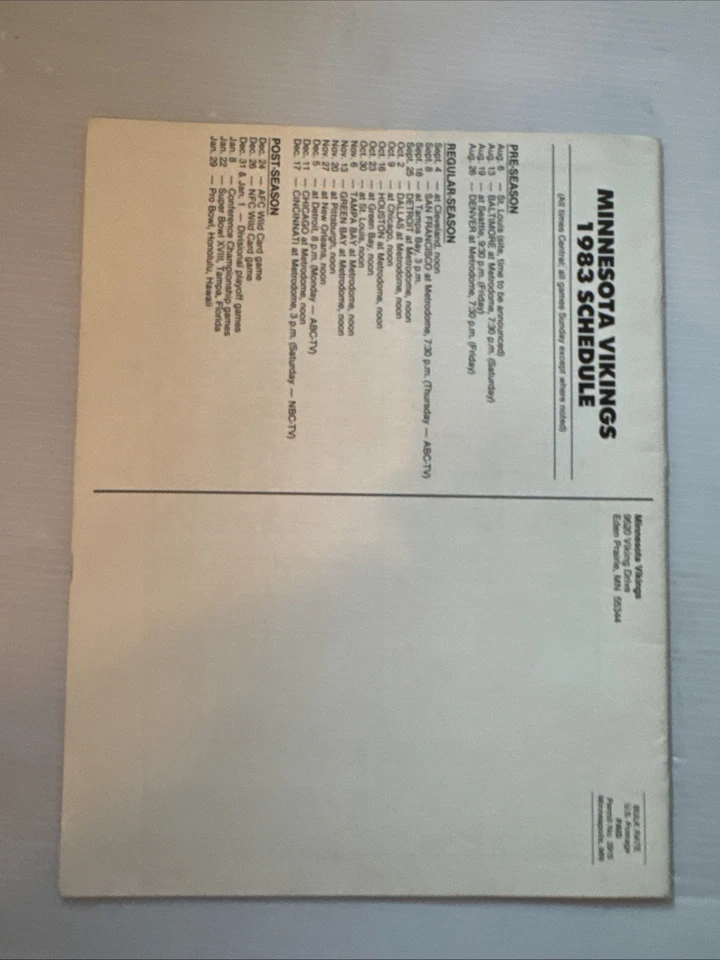 MINNESOTA VIKINGS
1983 SCHEDULE
(All times Central; all games Sunday except where noted)
PRE-SEASON
Aug. 6 — St. Louis (site, time to be announced)
Aug. 13 — BALTIMORE at Metrodome, 7:30 p.m. (Saturday)
Aug. 19 — at Seattle, 9:30 p.m. (Friday)
Aug. 26 — DENVER at Metrodome, 7:30 p.m. (Friday)
REGULAR-SEASON
Sept. 4 — at Cleveland, noon
Sept. 8 — SAN FRANCISCO at Metrodome, 7:30 p.m. (Thursday — ABC-TV)
Sept. 18 — at Tampa Bay, 3 p.m.
Sept. 25 — DETROIT at Metrodome, noon
Oct. 2 — DALLAS at Metrodome, noon
Oct. 9 — at Chicago, noon
Oct. 16 — HOUSTON at Metrodome, noon
Oct. 23 — at Green Bay, noon
Oct. 30 — at St. Louis, noon
Nov. 6 — TAMPA BAY at Metrodome, noon
Nov. 13 — GREEN BAY at Metrodome, noon
Nov. 20 — at Pittsburgh, noon
Nov. 27 — at New Orleans, noon
Dec. 5 — at Detroit, 8 p.m. (Monday — ABC-TV)
Dec. 11 — CHICAGO at Metrodome, noon
Dec. 17 — CINCINNATI at Metrodome, 3 p.m. (Saturday — NBC-TV)
POST-SEASON
Dec. 24 — AFC Wild Card game
Dec. 26 — NFC Wild Card game
Dec. 31 & Jan. 1 — Divisional playoff games
Jan. 8 — Conference Championship games
Jan. 22 — Super Bowl XVIII, Tampa, Florida
Jan. 29 — Pro Bowl, Honolulu, Hawaii
Minnesota Vikings
9520 Viking Drive
Eden Prairie, MN 55344
BULK RATE
U.S. Postage
PAID
Permit No.
Minneapolis, MN